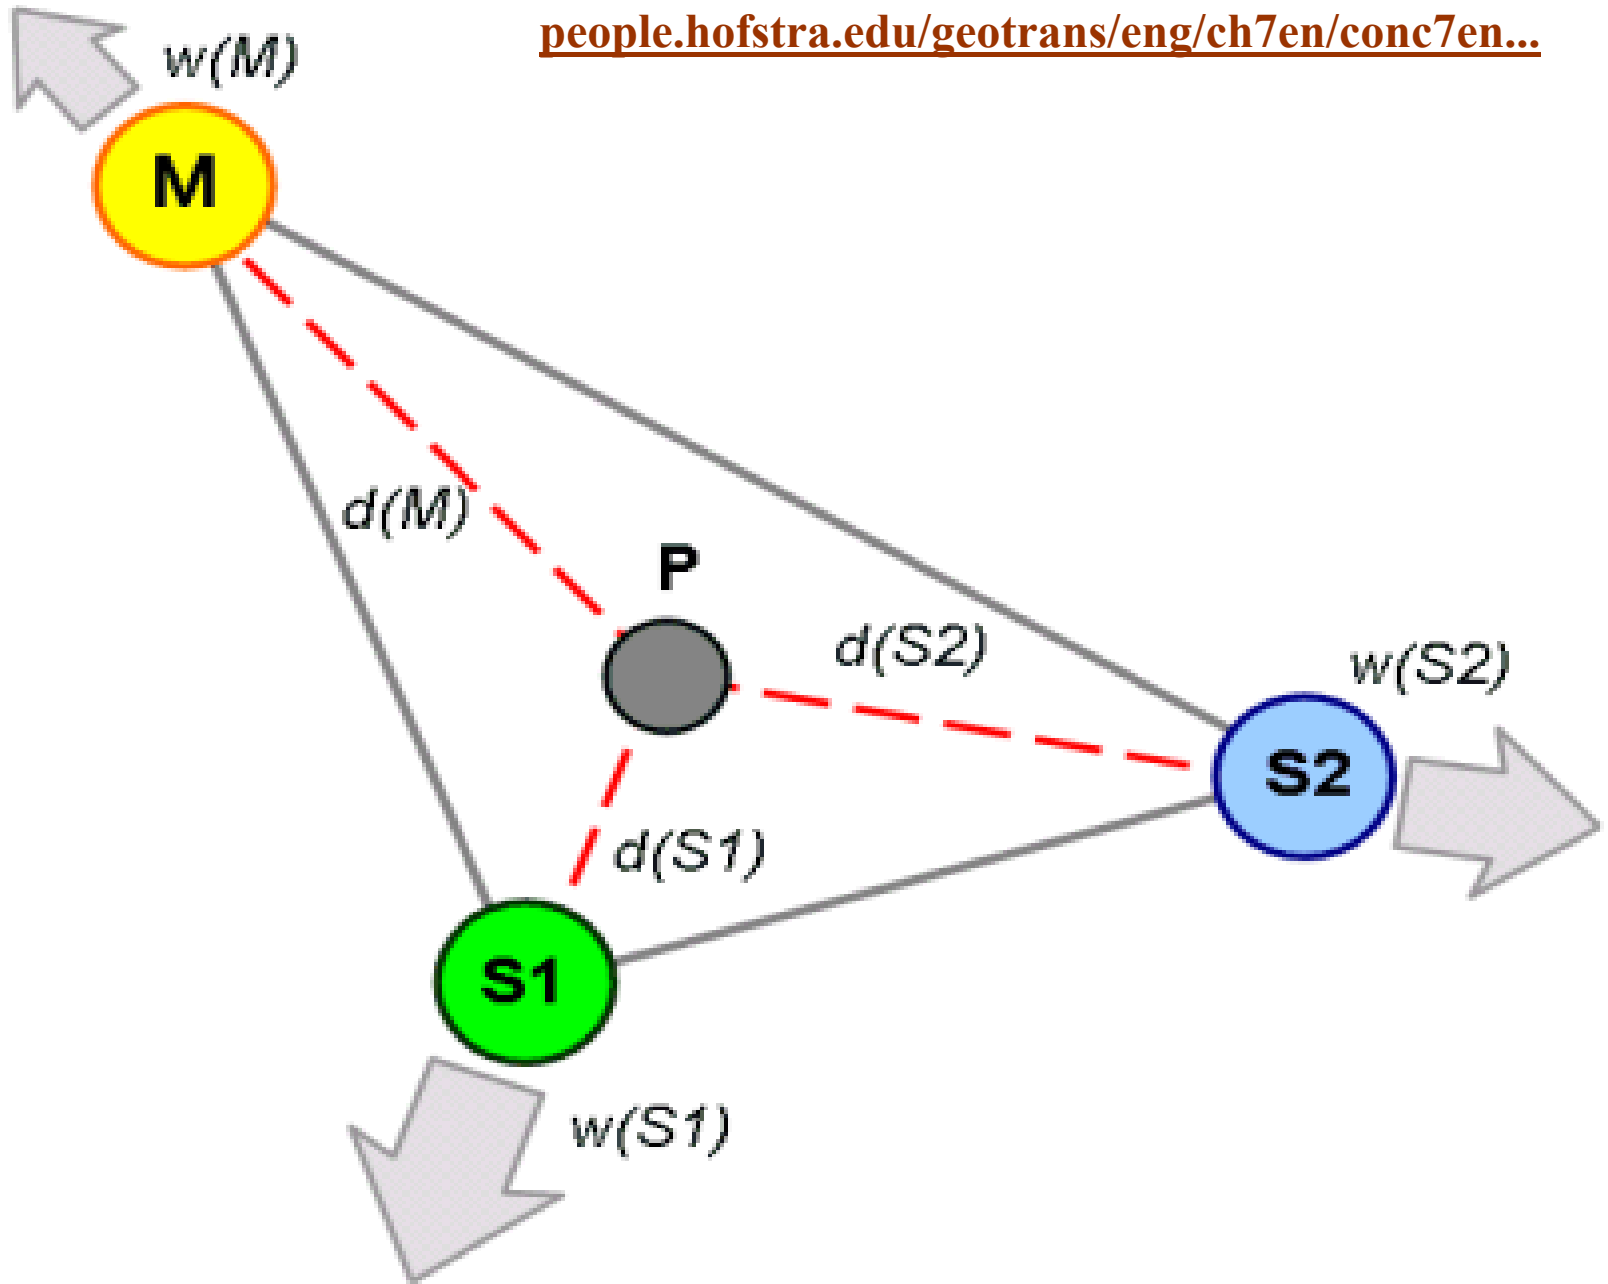 people.hofstra.edu/geotrans/eng/ch7en/conc7en...
w(M)
M
d(M)
P
d(S2)
w(S2)
S2
d(S1)
S1
w(S1)